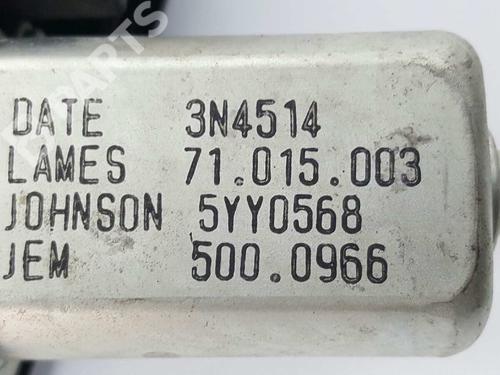 DATE 3N4514
LAMES 71.015.003
JOHNSON 5YY0568
JEM 500.0966